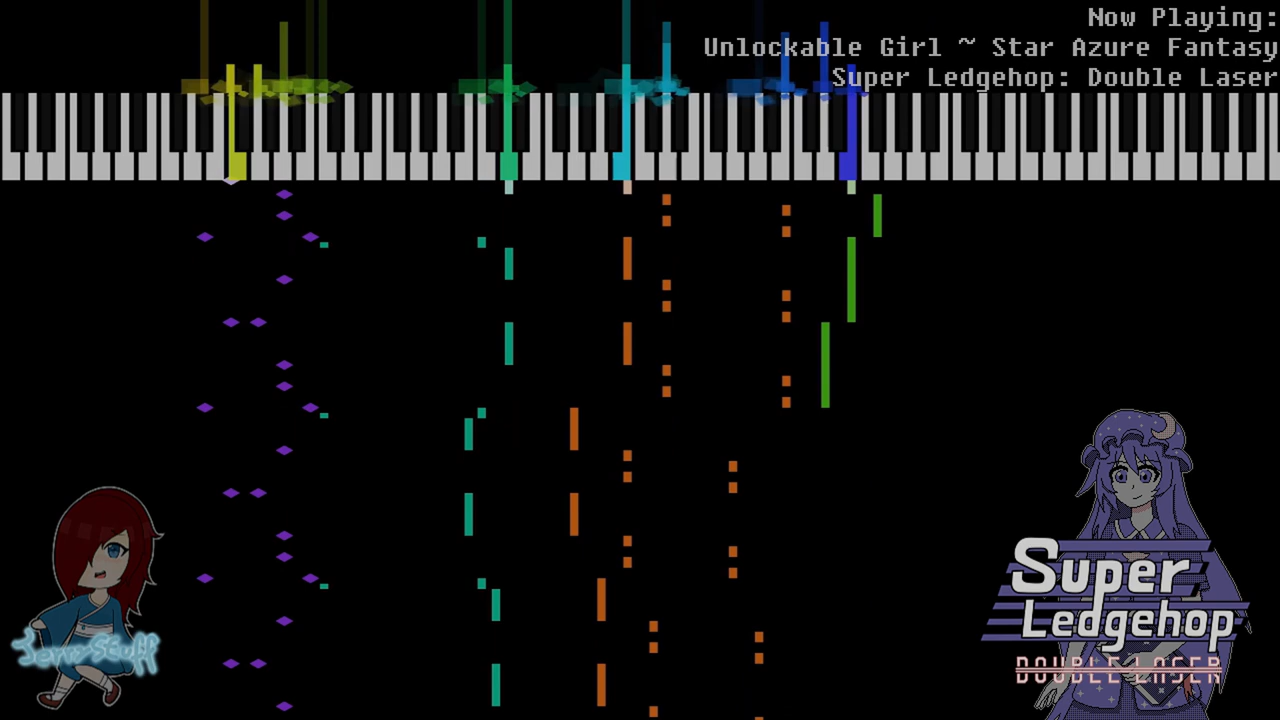 Now Playing:
Unlockable Girl ~ Star Azure Fantasy
Super Ledgehop: Double Laser
Super
Ledgehop
DOUBLE LASER